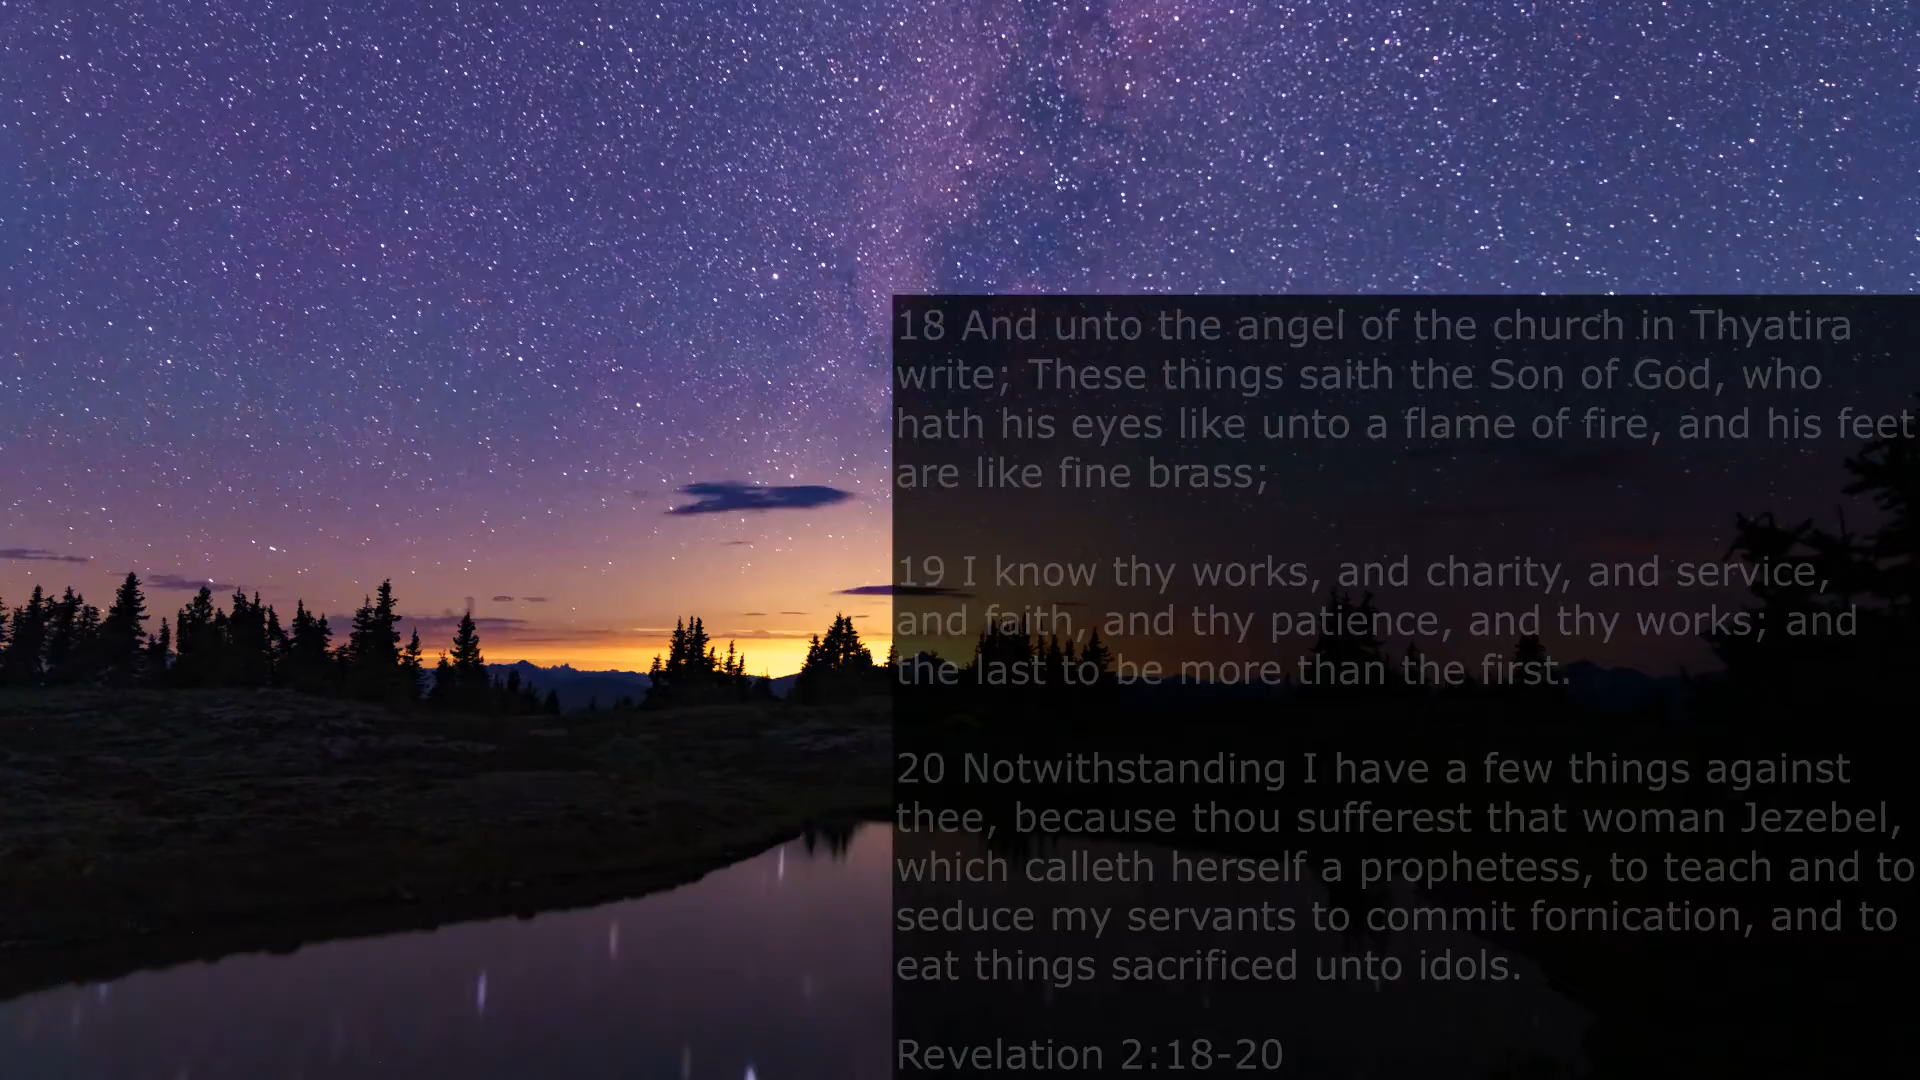 18 And unto the angel of the church in Thyatira
write; These things saith the Son of God, who
hath his eyes like unto a flame of fire, and his feet
are like fine brass;
19 I know thy works, and charity, and service,
and faith, and thy patience, and thy works; and
the last to be more than the first.
20 Notwithstanding I have a few things against
thee, because thou sufferest that woman Jezebel,
which calleth herself a prophetess, to teach and to
seduce my servants to commit fornication, and to
eat things sacrificed unto idols.
Revelation 2:18-20